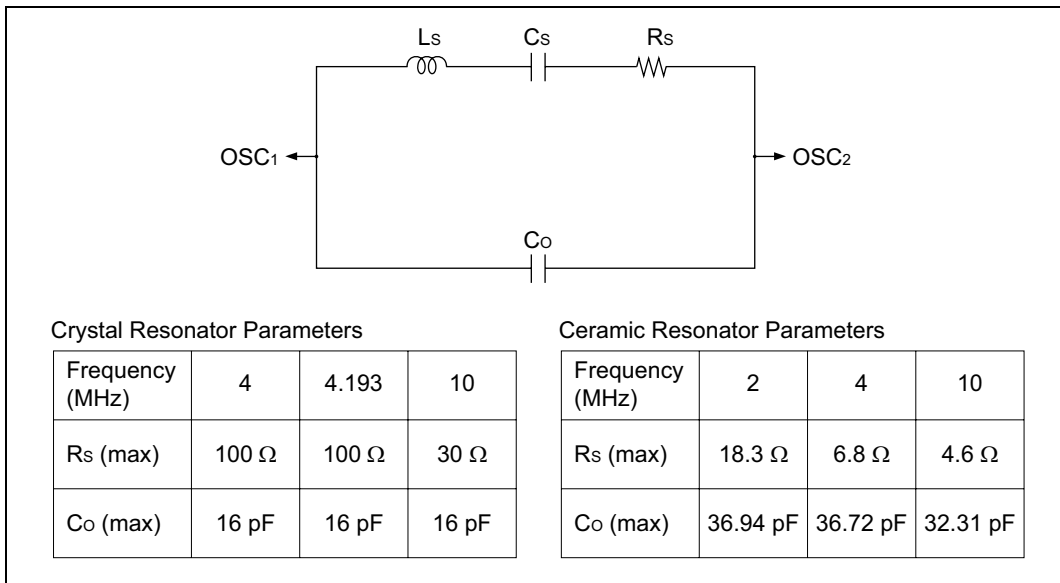 Ls Cs Rs
OSC1 OSC2
Co
Crystal Resonator Parameters
Frequency (MHz) 4 4.193 10
Rs (max) 100 Ω 100 Ω 30 Ω
Co (max) 16 pF 16 pF 16 pF
Ceramic Resonator Parameters
Frequency (MHz) 2 4 10
Rs (max) 18.3 Ω 6.8 Ω 4.6 Ω
Co (max) 36.94 pF 36.72 pF 32.31 pF